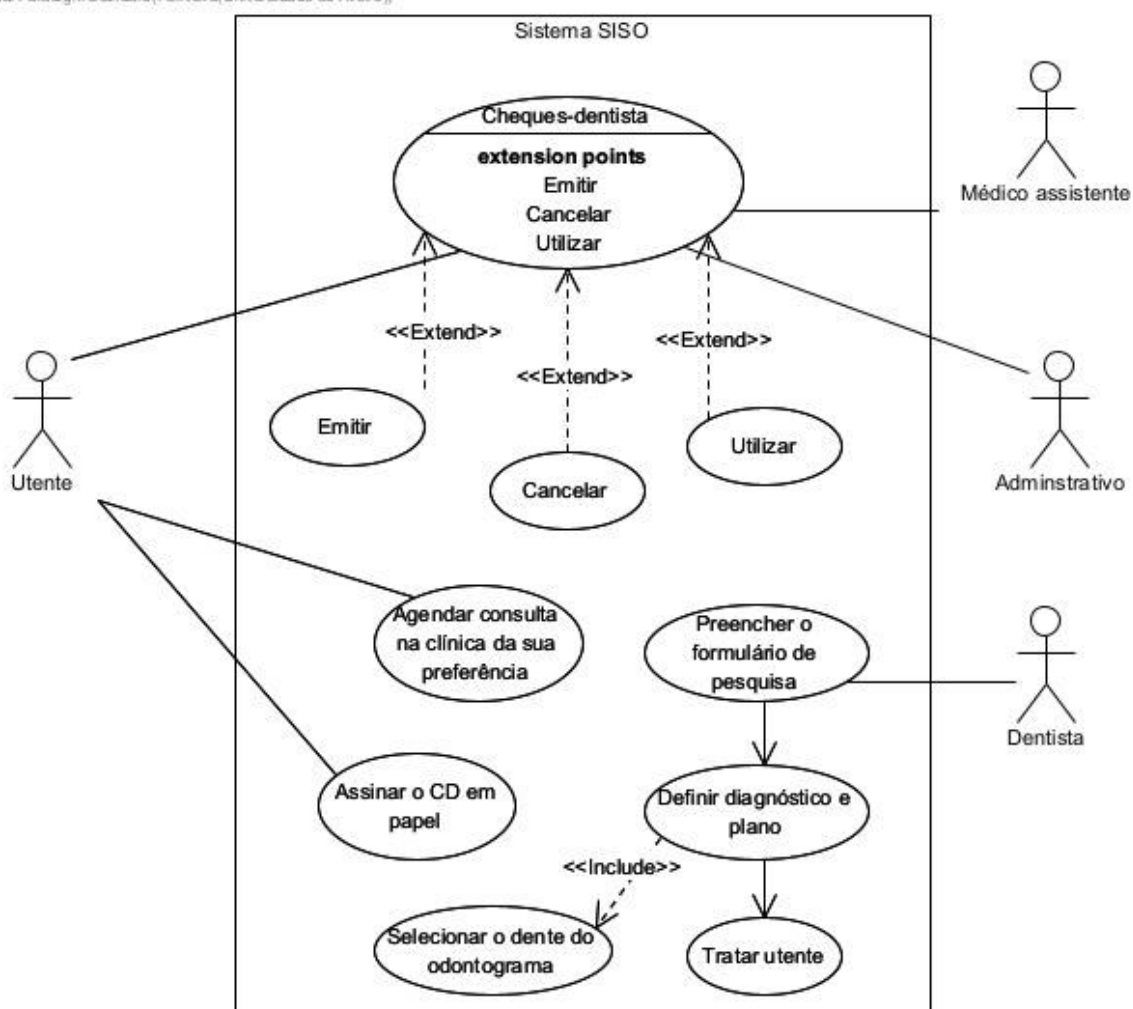 Sistema SISO
Cheques-dentista
extension points
Emitir
Cancelar
Utilizar
Médico assistente
<<Extend>>
<<Extend>>
<<Extend>>
Emitir
Cancelar
Utilizar
Utente
Adminstrativo
Agendar consulta
na clínica da sua
preferência
Preencher o
formulário de
pesquisa
Dentista
Assinar o CD em
papel
Definir diagnóstico e
plano
<<Include>>
Selecionar o dente do
odontograma
Tratar utente